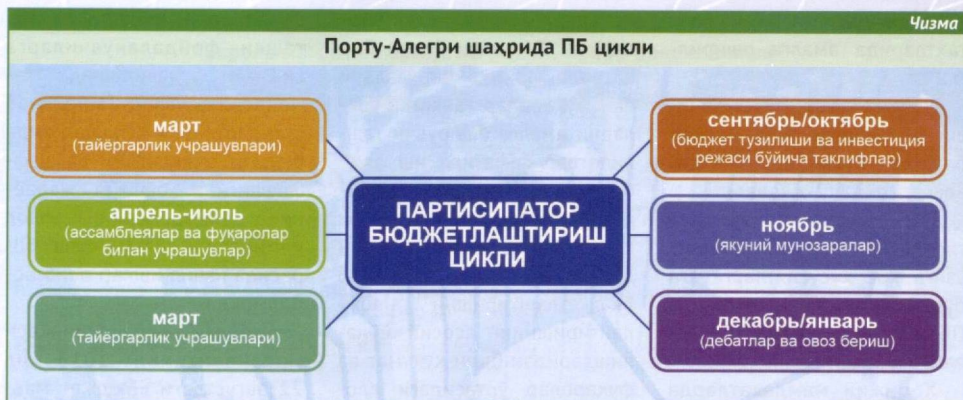 Чизма
Порту-Алегри шаҳрида ПБ цикли
март
(тайёргарлик учрашувлари)
апрель-июль
(ассамблеялар ва фуқаролар
билан учрашувлар)
март
(тайёргарлик учрашувлари)
ПАРТИСИПАТОР
БЮДЖЕТЛАШТИРИШ
ЦИКЛИ
сентябрь/октябрь
(бюджет тузилиши ва инвестиция
режаси бўйича таклифлар)
ноябрь
(якуний мунозаралар)
декабрь/январь
(дебатлар ва овоз бериш)